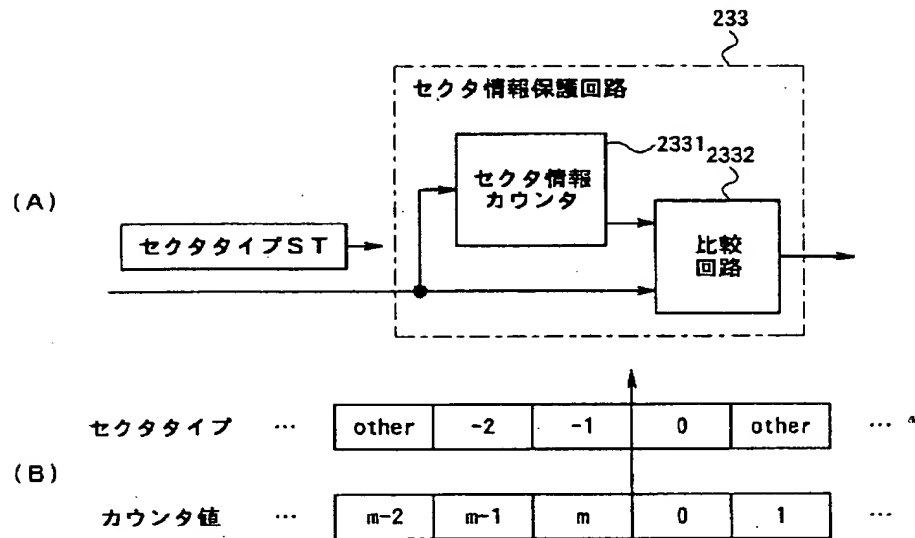 233
セクタ情報保護回路
2331
2332
セクタ情報
カウンタ
(A)
セクタタイプST
比較
回路
セクタタイプ … other -2 -1 0 other …
(B)
カウンタ値 … m-2 m-1 m 0 1 …